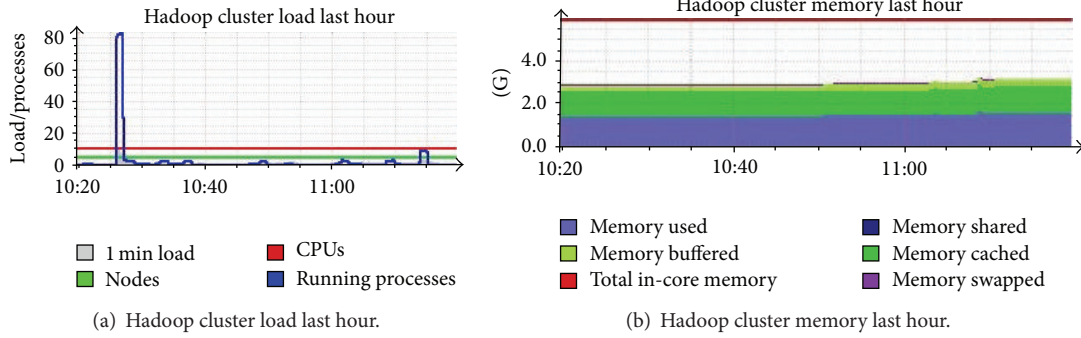 Hadoop cluster load last hour
Load/processes
80
60
40
20
0
10:20
10:40
11:00
1 min load
CPUs
Nodes
Running processes
(a) Hadoop cluster load last hour.
Hadoop cluster memory last hour
(G)
4.0
2.0
0.0
10:20
10:40
11:00
Memory used
Memory shared
Memory buffered
Memory cached
Total in-core memory
Memory swapped
(b) Hadoop cluster memory last hour.